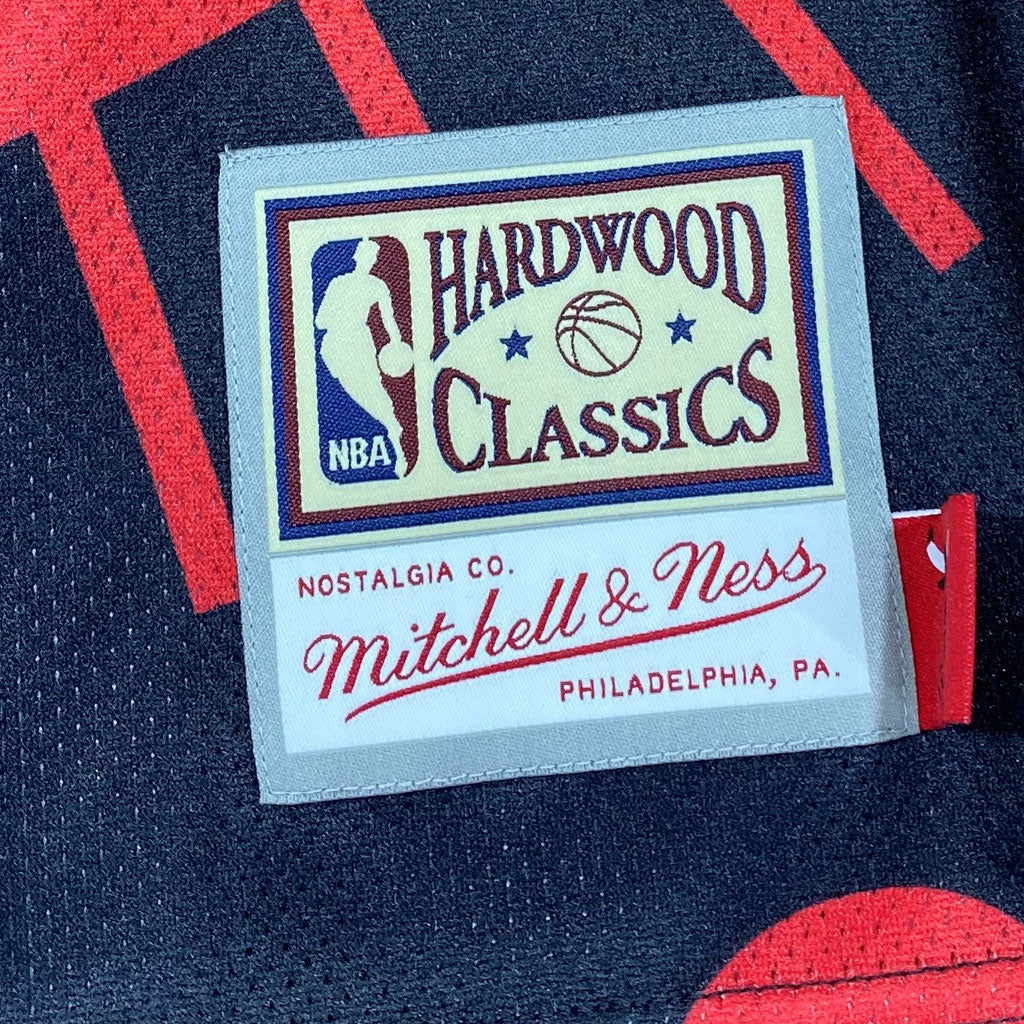 HARDWOOD
CLASSICS
NBA
NOSTALGIA CO.
Mitchell & Ness
PHILADELPHIA, PA.